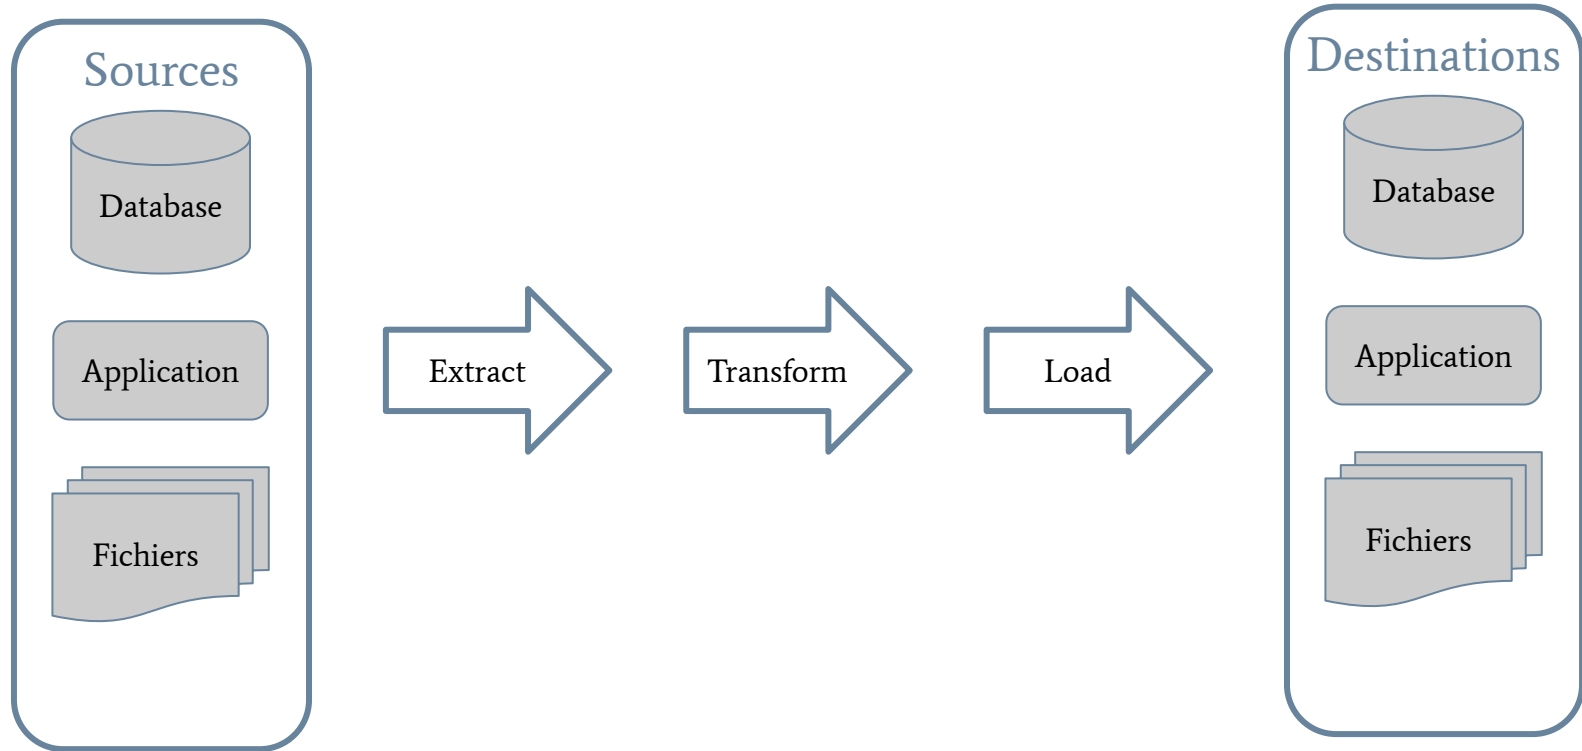 Sources
Database
Application
Fichiers
Extract
Transform
Load
Destinations
Database
Application
Fichiers